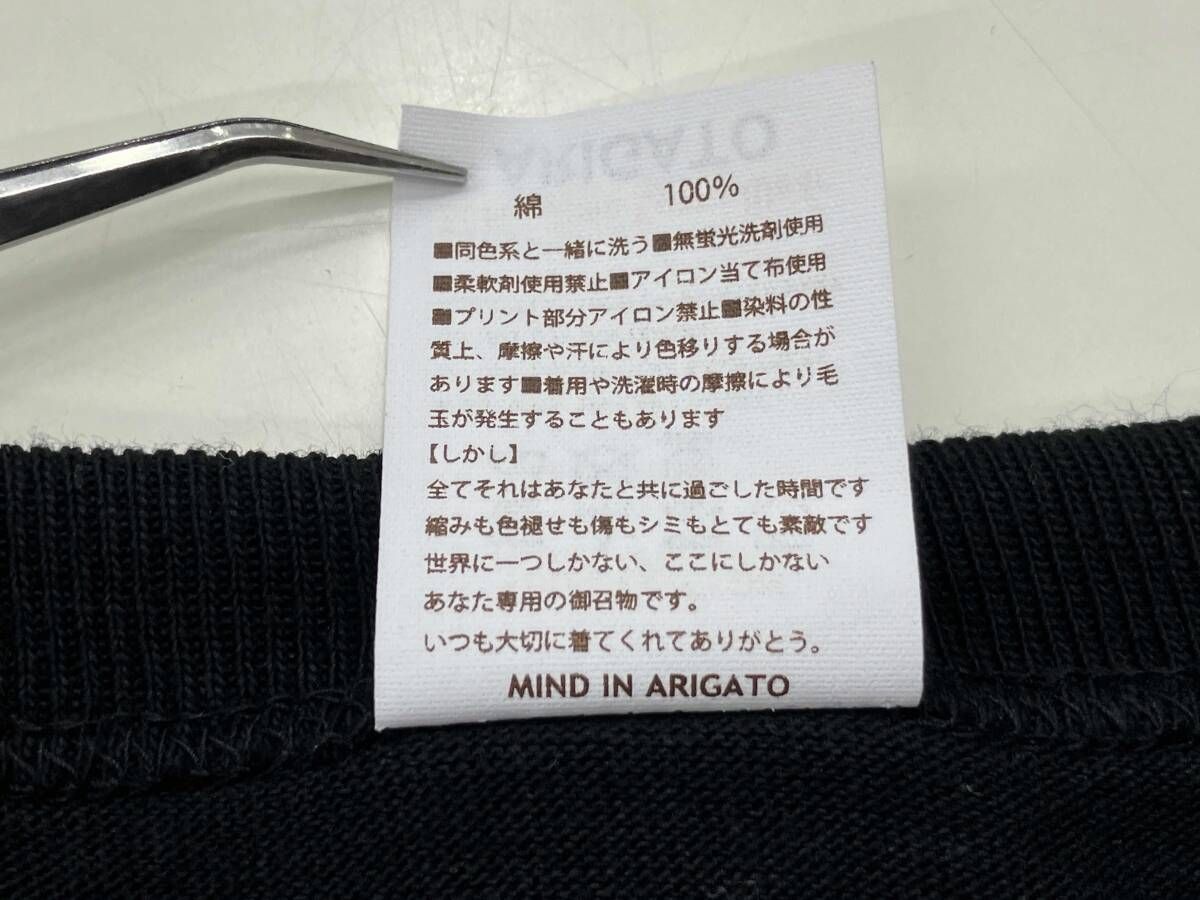 綿 100%
■同色系と一緒に洗う■無蛍光洗剤使用
■柔軟剤使用禁止■アイロン当て布使用
■プリント部分アイロン禁止■染料の性
質上、摩擦や汗により色移りする場合が
あります■着用や洗濯時の摩擦により毛
玉が発生することもあります
【しかし】
全てそれはあなたと共に過ごした時間です
縮みも色褪せも傷もシミもとても素敵です
世界に一つしかない、ここにしかない
あなた専用の御召物です。
いつも大切に着てくれてありがとう。
MIND IN ARIGATO